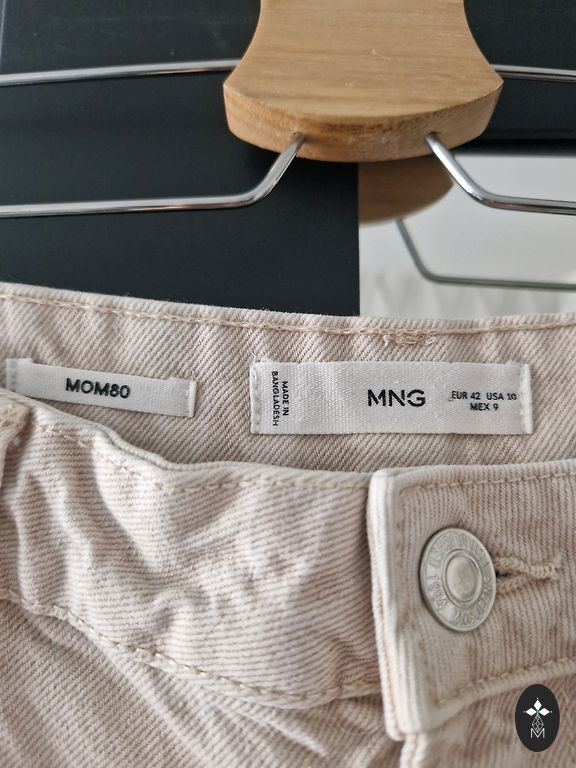 MOM80
MADE IN
BANGLADESH
MNG
EUR 42 USA 10
MEX 9